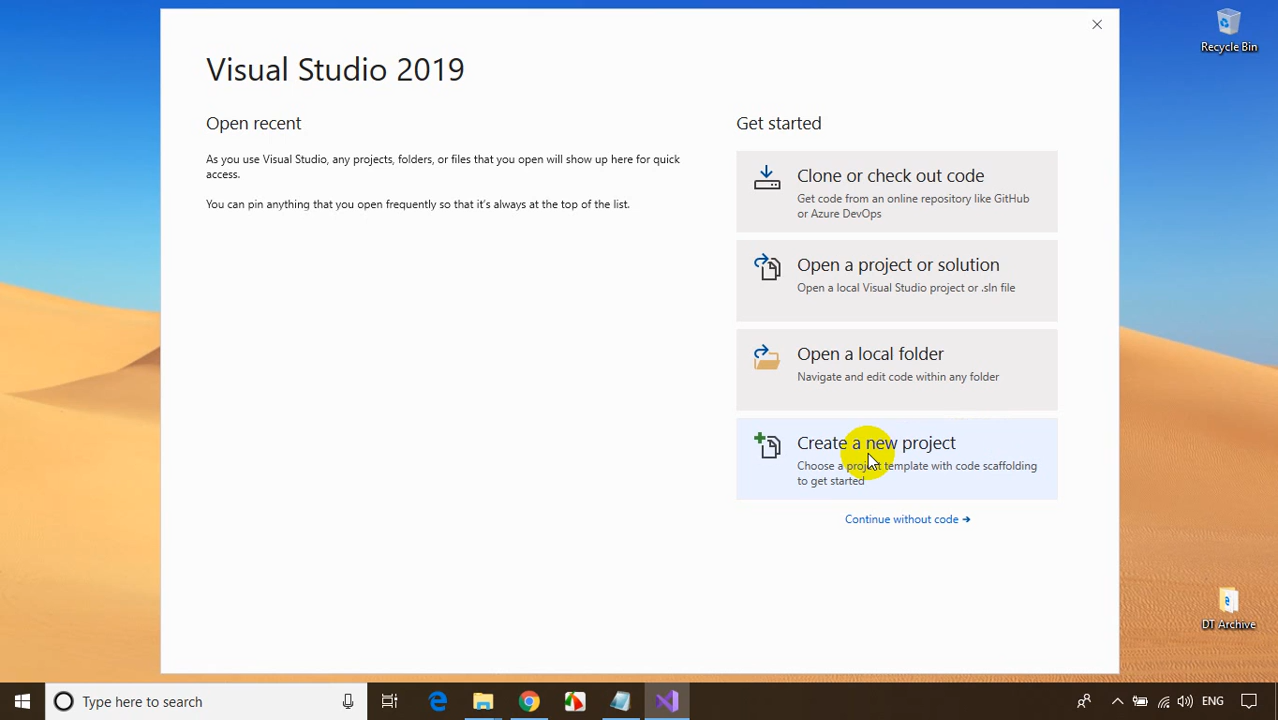 Visual Studio 2019
Open recent
As you use Visual Studio, any projects, folders, or files that you open will show up here for quick
access.
You can pin anything that you open frequently so that it's always at the top of the list.
Get started
Clone or check out code
Get code from an online repository like GitHub
or Azure DevOps
Open a project or solution
Open a local Visual Studio project or .sln file
Open a local folder
Navigate and edit code within any folder
Create a new project
Choose a project template with code scaffolding
to get started
Continue without code →
Recycle Bin
DT Archive
Type here to search
ENG